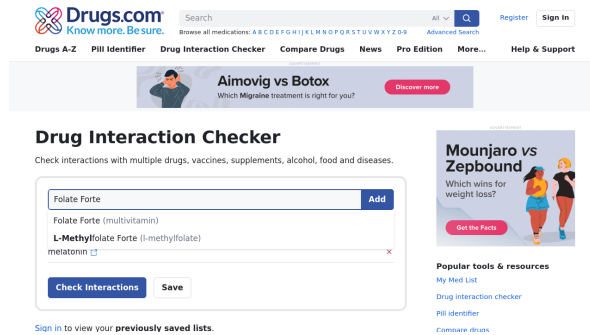 Drugs.com
Know more. Be sure.
Search
All
Register
Sign In
Browse all medications: A B C D E F G H I J K L M N O P Q R S T U V W X Y Z 0-9
Advanced Search
Drugs A-Z
Pill Identifier
Drug Interaction Checker
Compare Drugs
News
Pro Edition
More...
Help & Support
ADVERTISEMENT
Aimovig vs Botox
Which Migraine treatment is right for you?
Discover more
Drug Interaction Checker
Check interactions with multiple drugs, vaccines, supplements, alcohol, food and diseases.
Folate Forte
Add
Folate Forte (multivitamin)
L-Methylfolate Forte (l-methylfolate)
melatonin
Check Interactions
Save
Sign in to view your previously saved lists.
ADVERTISEMENT
Mounjaro vs
Zepbound
Which wins for
weight loss?
Get the Facts
Popular tools & resources
My Med List
Drug interaction checker
Pill identifier
Compare drugs